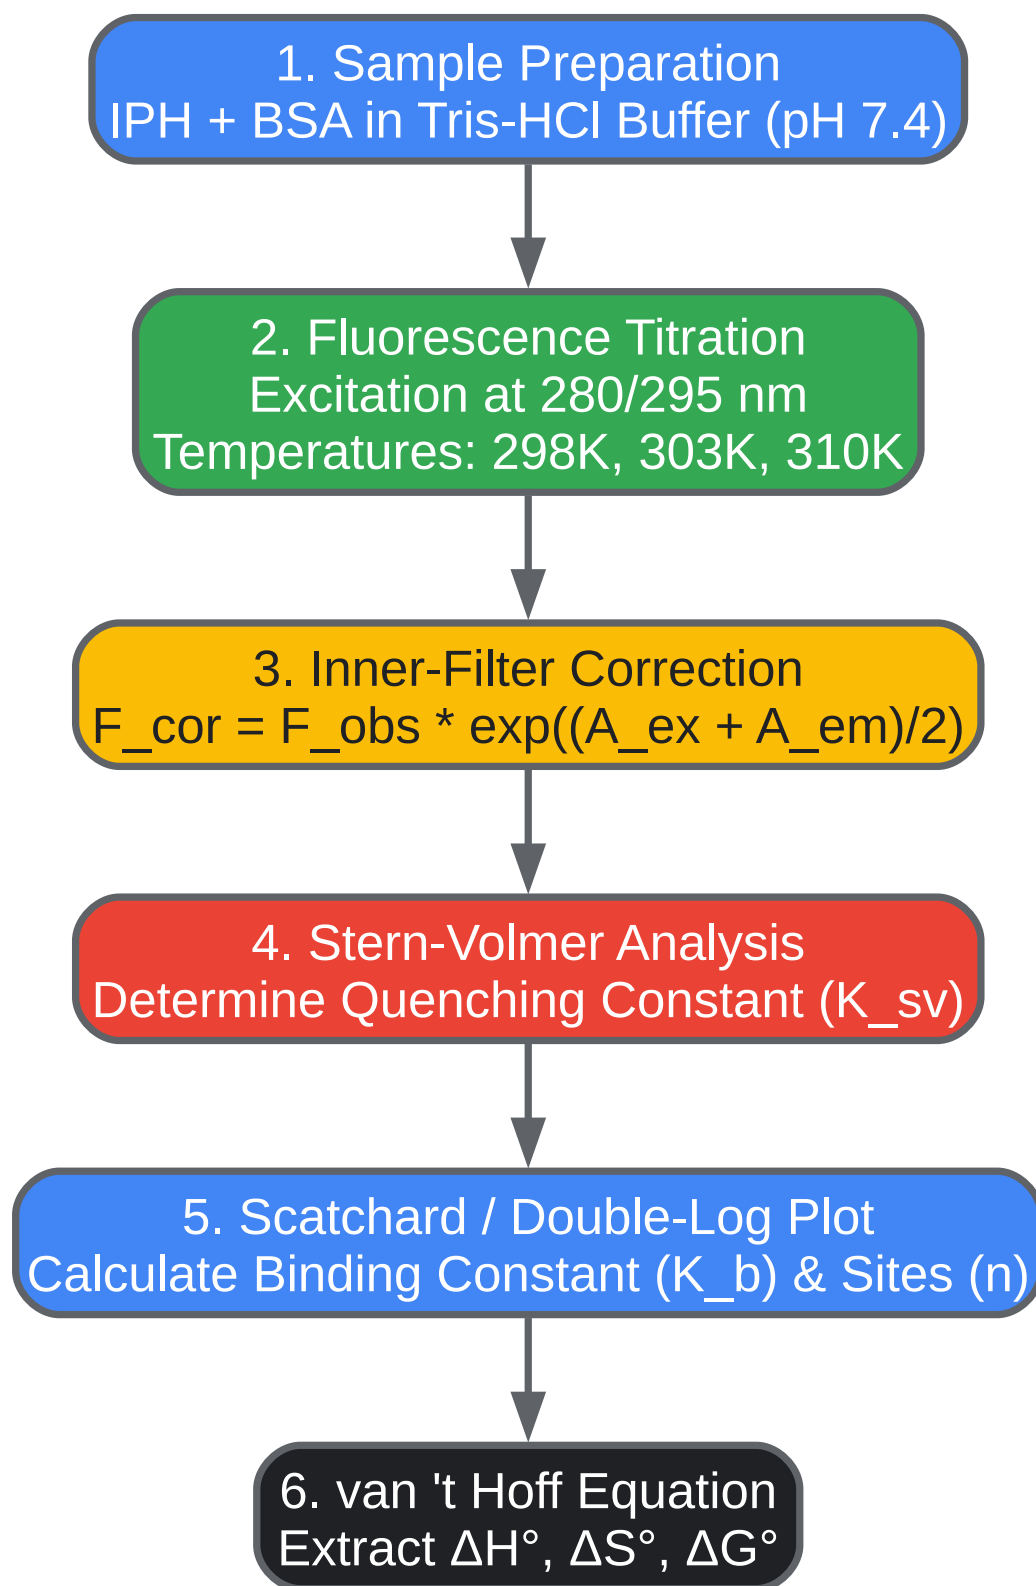 1. Sample Preparation
IPH + BSA in Tris-HCl Buffer (pH 7.4)
2. Fluorescence Titration
Excitation at 280/295 nm
Temperatures: 298K, 303K, 310K
3. Inner-Filter Correction
F_cor = F_obs * exp((A_ex + A_em)/2)
4. Stern-Volmer Analysis
Determine Quenching Constant (K_sv)
5. Scatchard / Double-Log Plot
Calculate Binding Constant (K_b) & Sites (n)
6. van 't Hoff Equation
Extract ΔH°, ΔS°, ΔG°